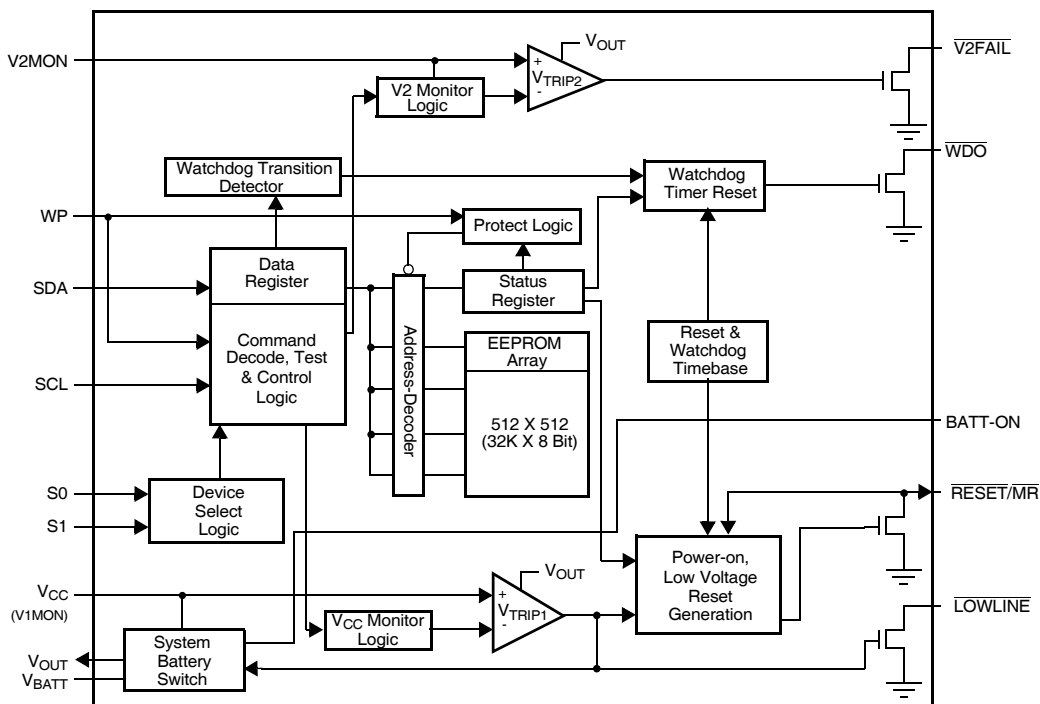 V2MON
VOUT
+
VTRIP2
-
V2FAIL
V2 Monitor
Logic
WDO
Watchdog Transition
Detector
Watchdog
Timer Reset
WP
Protect Logic
SDA
Data
Register
Status
Register
Command
Decode, Test
& Control
Logic
SCL
Address-Decoder
EEPROM
Array
512 X 512
(32K X 8 Bit)
Reset &
Watchdog
Timebase
BATT-ON
S0
S1
Device
Select
Logic
RESET/MR
Power-on,
Low Voltage
Reset
Generation
VCC
(V1MON)
VOUT
+
VTRIP1
-
VCC Monitor
Logic
LOWLINE
System
Battery
Switch
VOUT
VBATT